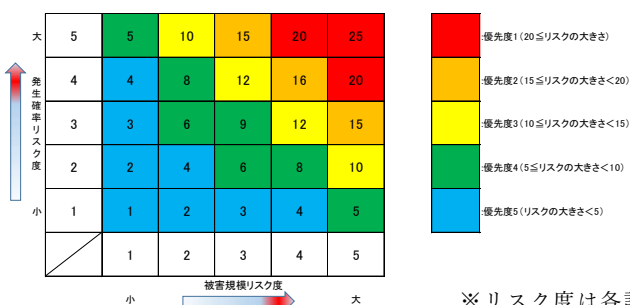 大 5 5 10 15 20 25
4 4 8 12 16 20
3 3 6 9 12 15
2 2 4 6 8 10
小 1 1 2 3 4 5
1 2 3 4 5
発生確率リスク度
被害規模リスク度
小 大
:優先度1(20≦リスクの大きさ)
:優先度2(15≦リスクの大きさ<20)
:優先度3(10≦リスクの大きさ<15)
:優先度4(5≦リスクの大きさ<10)
:優先度5(リスクの大きさ<5)
※リスク度は各